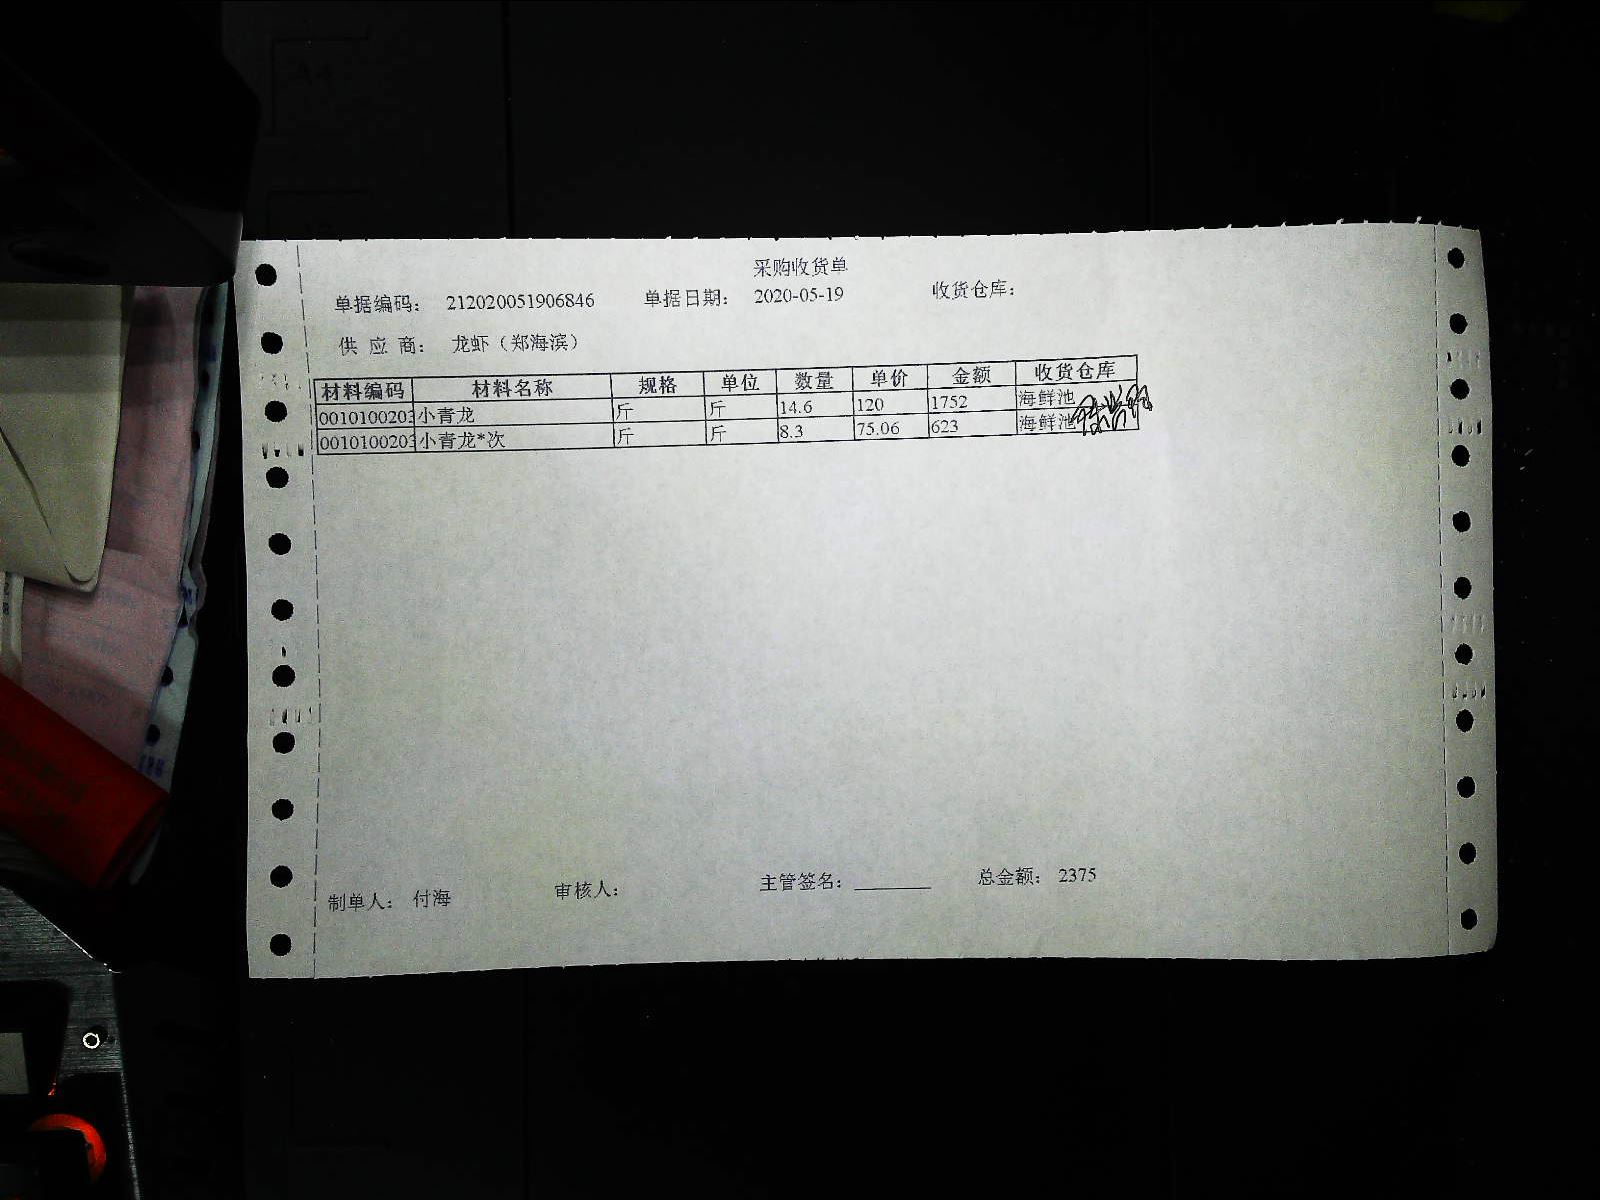 采购收货单
单据编码： 212020051906846 单据日期： 2020-05-19 收货仓库：
供 应 商： 龙虾（郑海滨）
材料编码 材料名称 规格 单位 数量 单价 金额 收货仓库
0010100203 小青龙 斤 斤 14.6 120 1752 海鲜池
0010100203 小青龙*次 斤 斤 8.3 75.06 623 海鲜池
制单人： 付海 审核人： 主管签名： 总金额： 2375